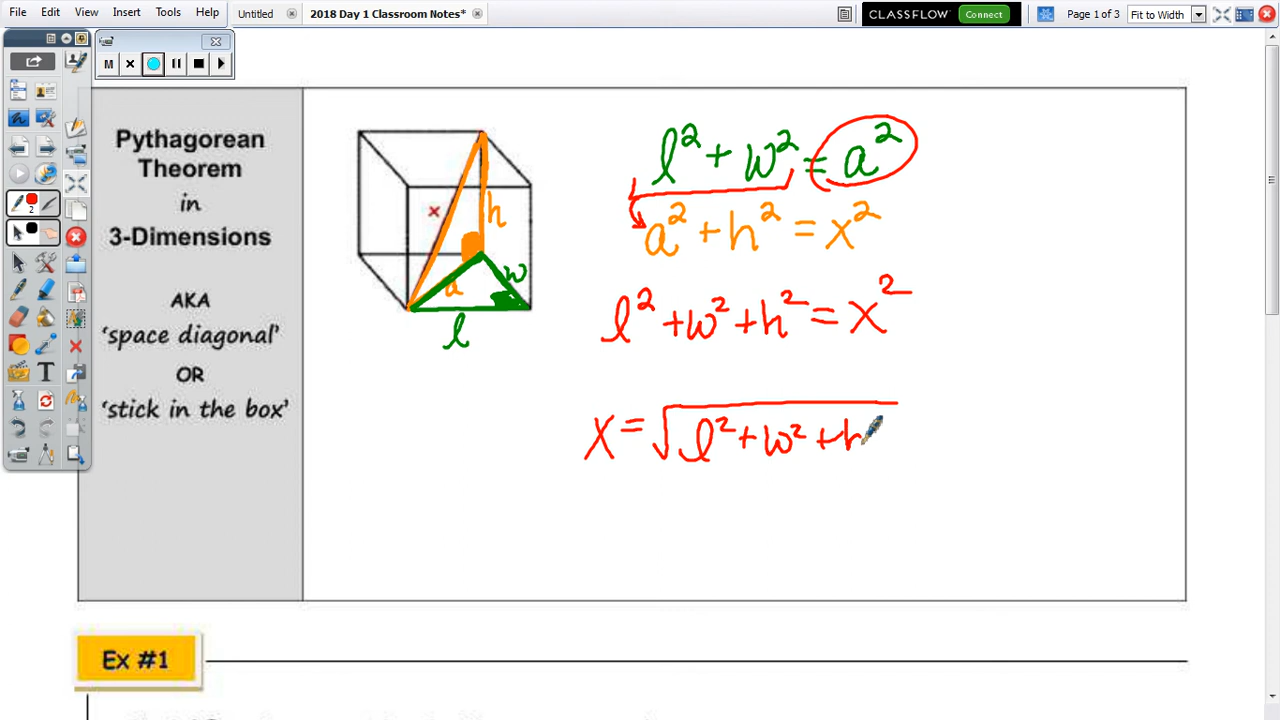 File Edit View Insert Tools Help
Untitled
2018 Day 1 Classroom Notes*
CLASSFLOW Connect
Page 1 of 3
Fit to Width
M
2
T
Pythagorean
Theorem
in
3-Dimensions
AKA
'space diagonal'
OR
'stick in the box'
x
h
a
w
l
l² + w² = a²
a² + h² = x²
l² + w² + h² = x²
x = √l² + w² + h
Ex #1